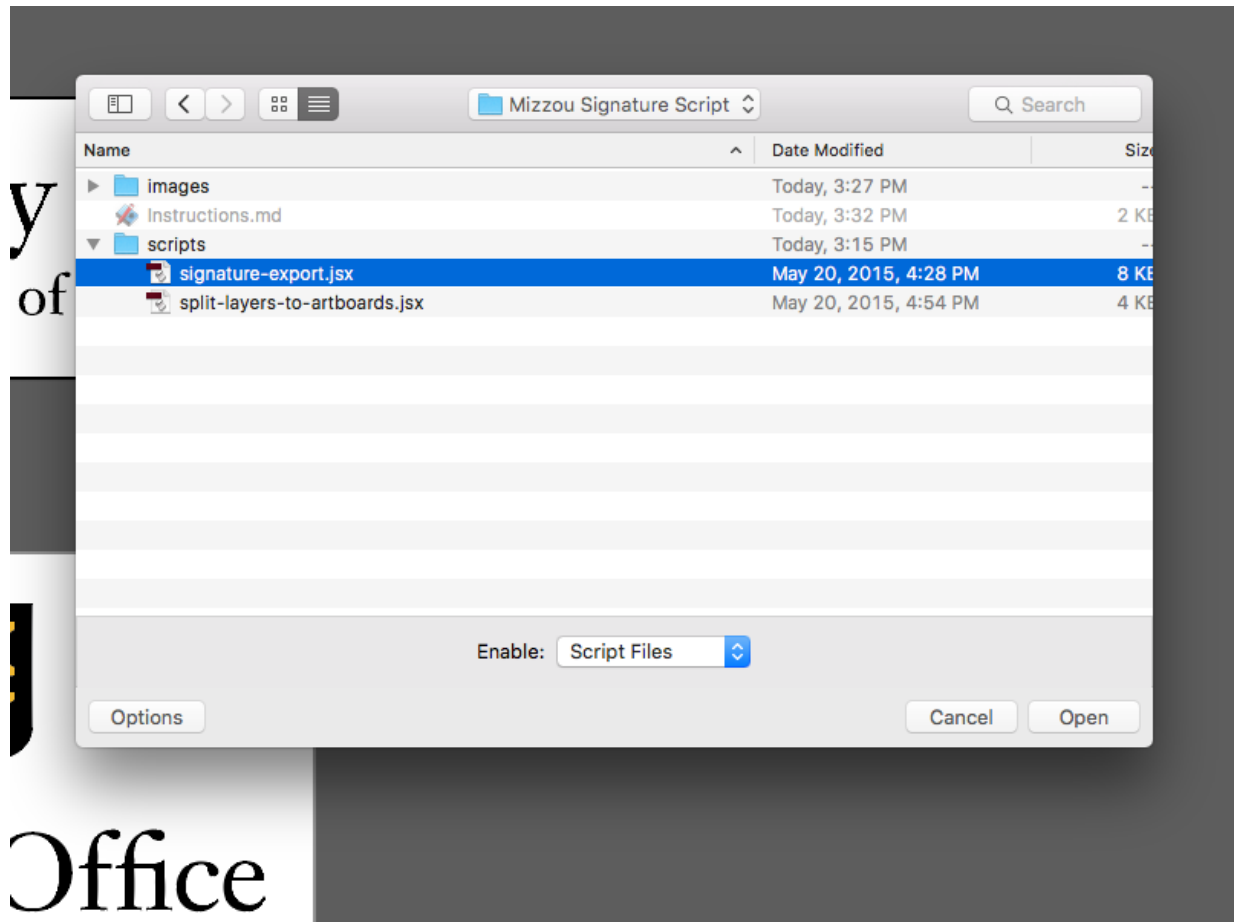 Mizzou Signature Script
Search
Name Date Modified Size
images Today, 3:27 PM --
Instructions.md Today, 3:32 PM 2 KB
scripts Today, 3:15 PM --
signature-export.jsx May 20, 2015, 4:28 PM 8 KB
split-layers-to-artboards.jsx May 20, 2015, 4:54 PM 4 KB
y
of
Enable: Script Files
Options Cancel Open
Office